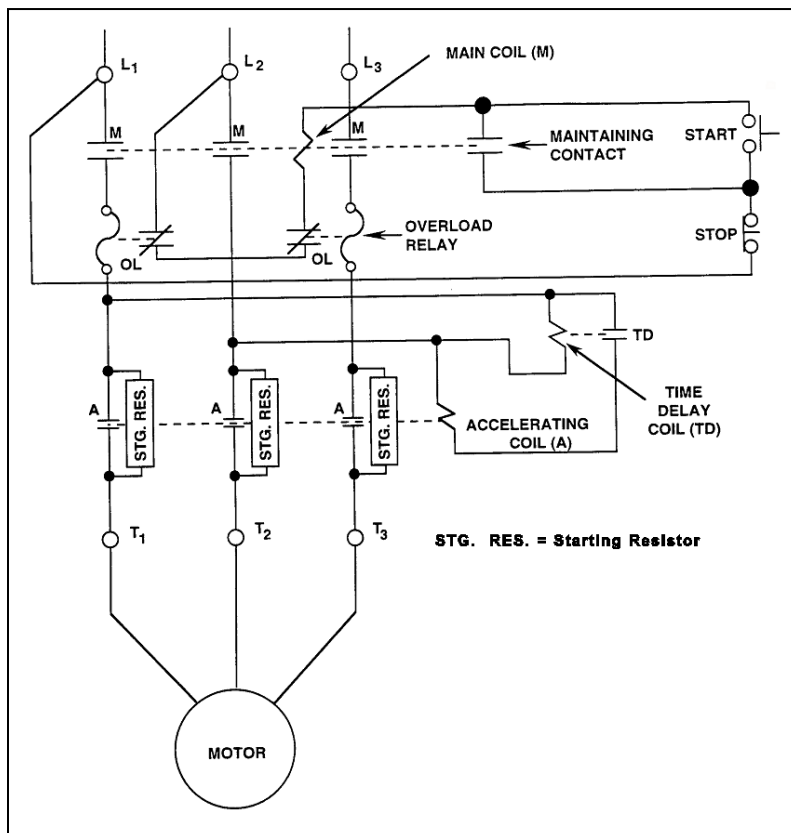 MAIN COIL (M)
L1
L2
L3
M
M
M
MAINTAINING
CONTACT
START
OVERLOAD
RELAY
STOP
OL
OL
TD
A
STG. RES.
A
STG. RES.
A
STG. RES.
ACCELERATING
COIL (A)
TIME
DELAY
COIL (TD)
T1
T2
T3
STG. RES. = Starting Resistor
MOTOR